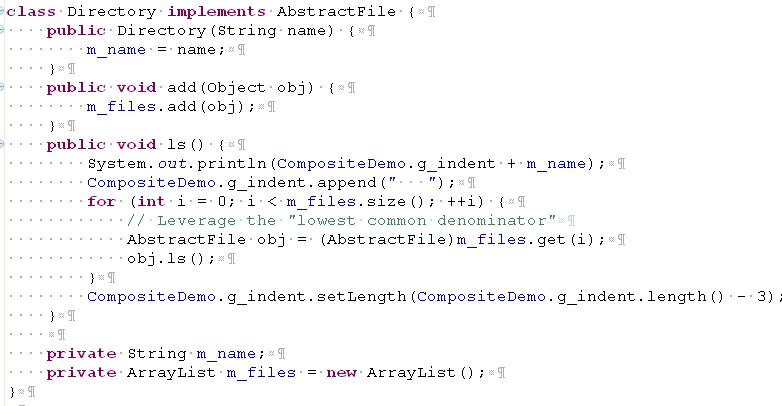 class Directory implements AbstractFile {
    public Directory(String name) {
        m_name = name;
    }
    public void add(Object obj) {
        m_files.add(obj);
    }
    public void ls() {
        System.out.println(CompositeDemo.g_indent + m_name);
        CompositeDemo.g_indent.append("   ");
        for (int i = 0; i < m_files.size(); ++i) {
            // Leverage the "lowest common denominator"
            AbstractFile obj = (AbstractFile)m_files.get(i);
            obj.ls();
        }
        CompositeDemo.g_indent.setLength(CompositeDemo.g_indent.length() - 3);
    }
    
    private String m_name;
    private ArrayList m_files = new ArrayList();
}